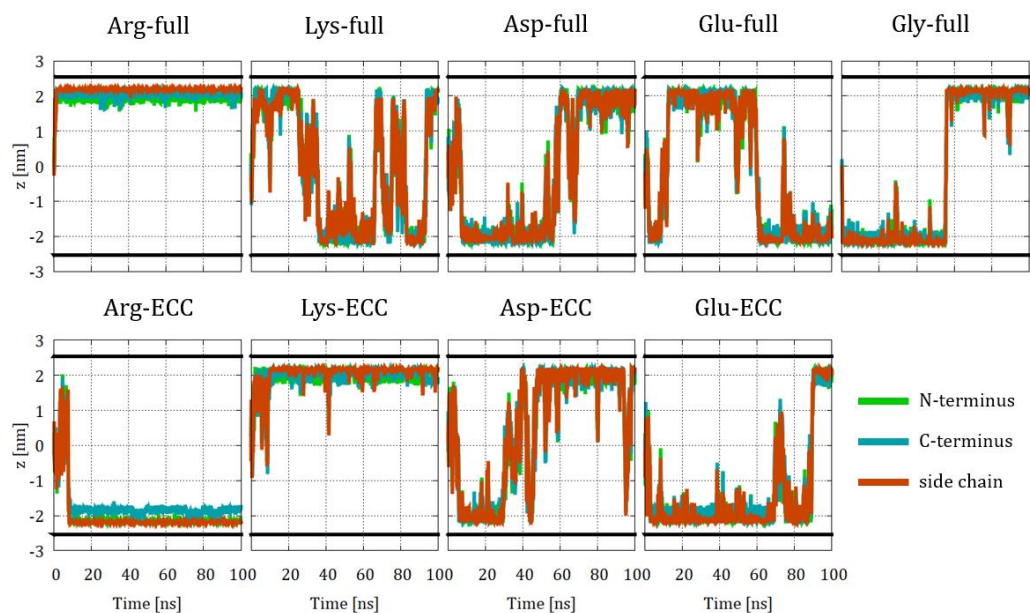 Arg-full Lys-full Asp-full Glu-full Gly-full
3
2
1
0
-1
-2
-3
z [nm]
Arg-ECC Lys-ECC Asp-ECC Glu-ECC
3
2
1
0
-1
-2
-3
z [nm]
N-terminus
C-terminus
side chain
0 20 40 60 80 100 0 20 40 60 80 100 0 20 40 60 80 100 0 20 40 60 80 100
Time [ns] Time [ns] Time [ns] Time [ns]